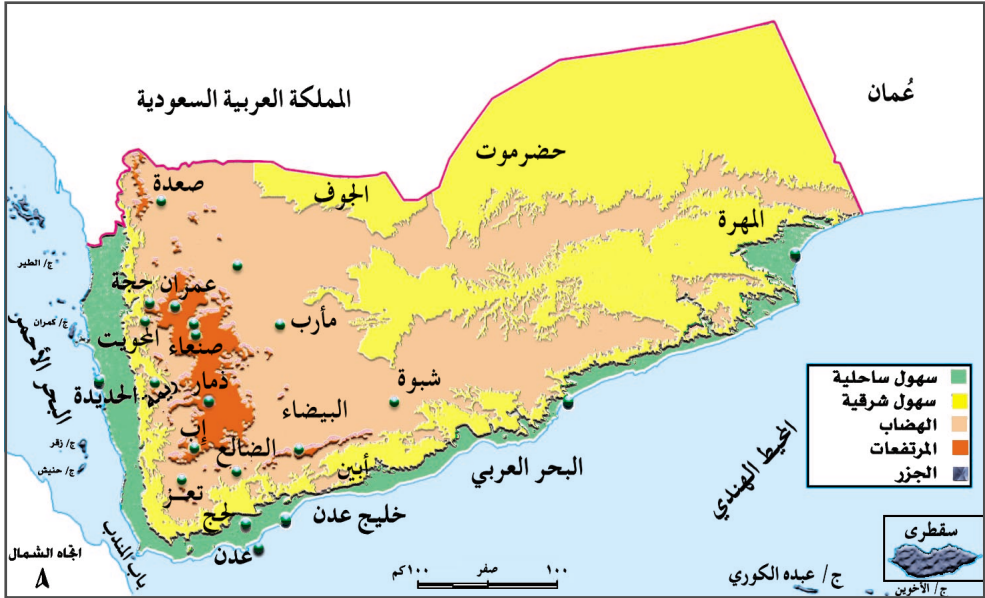 المملكة العربية السعودية
عُمان
حضرموت
الجوف
صعدة
المهرة
ج/ الطير
عمران
حجة
مأرب
ج/ كمران
المحويت
صنعاء
البحر الأحمر
شبوة
ذمار
ريمة
الحديدة
البيضاء
إب
الضالع
ج/ زقر
ج/ حنيش
أبين
تعز
لحج
البحر العربي
خليج عدن
عدن
باب المندب
المحيط الهندي
سهول ساحلية
سهول شرقية
الهضاب
المرتفعات
الجزر
سقطرى
ج/ الأخوين
ج/ عبده الكوري
اتجاه الشمال
١٠٠كم صفر ١٠٠